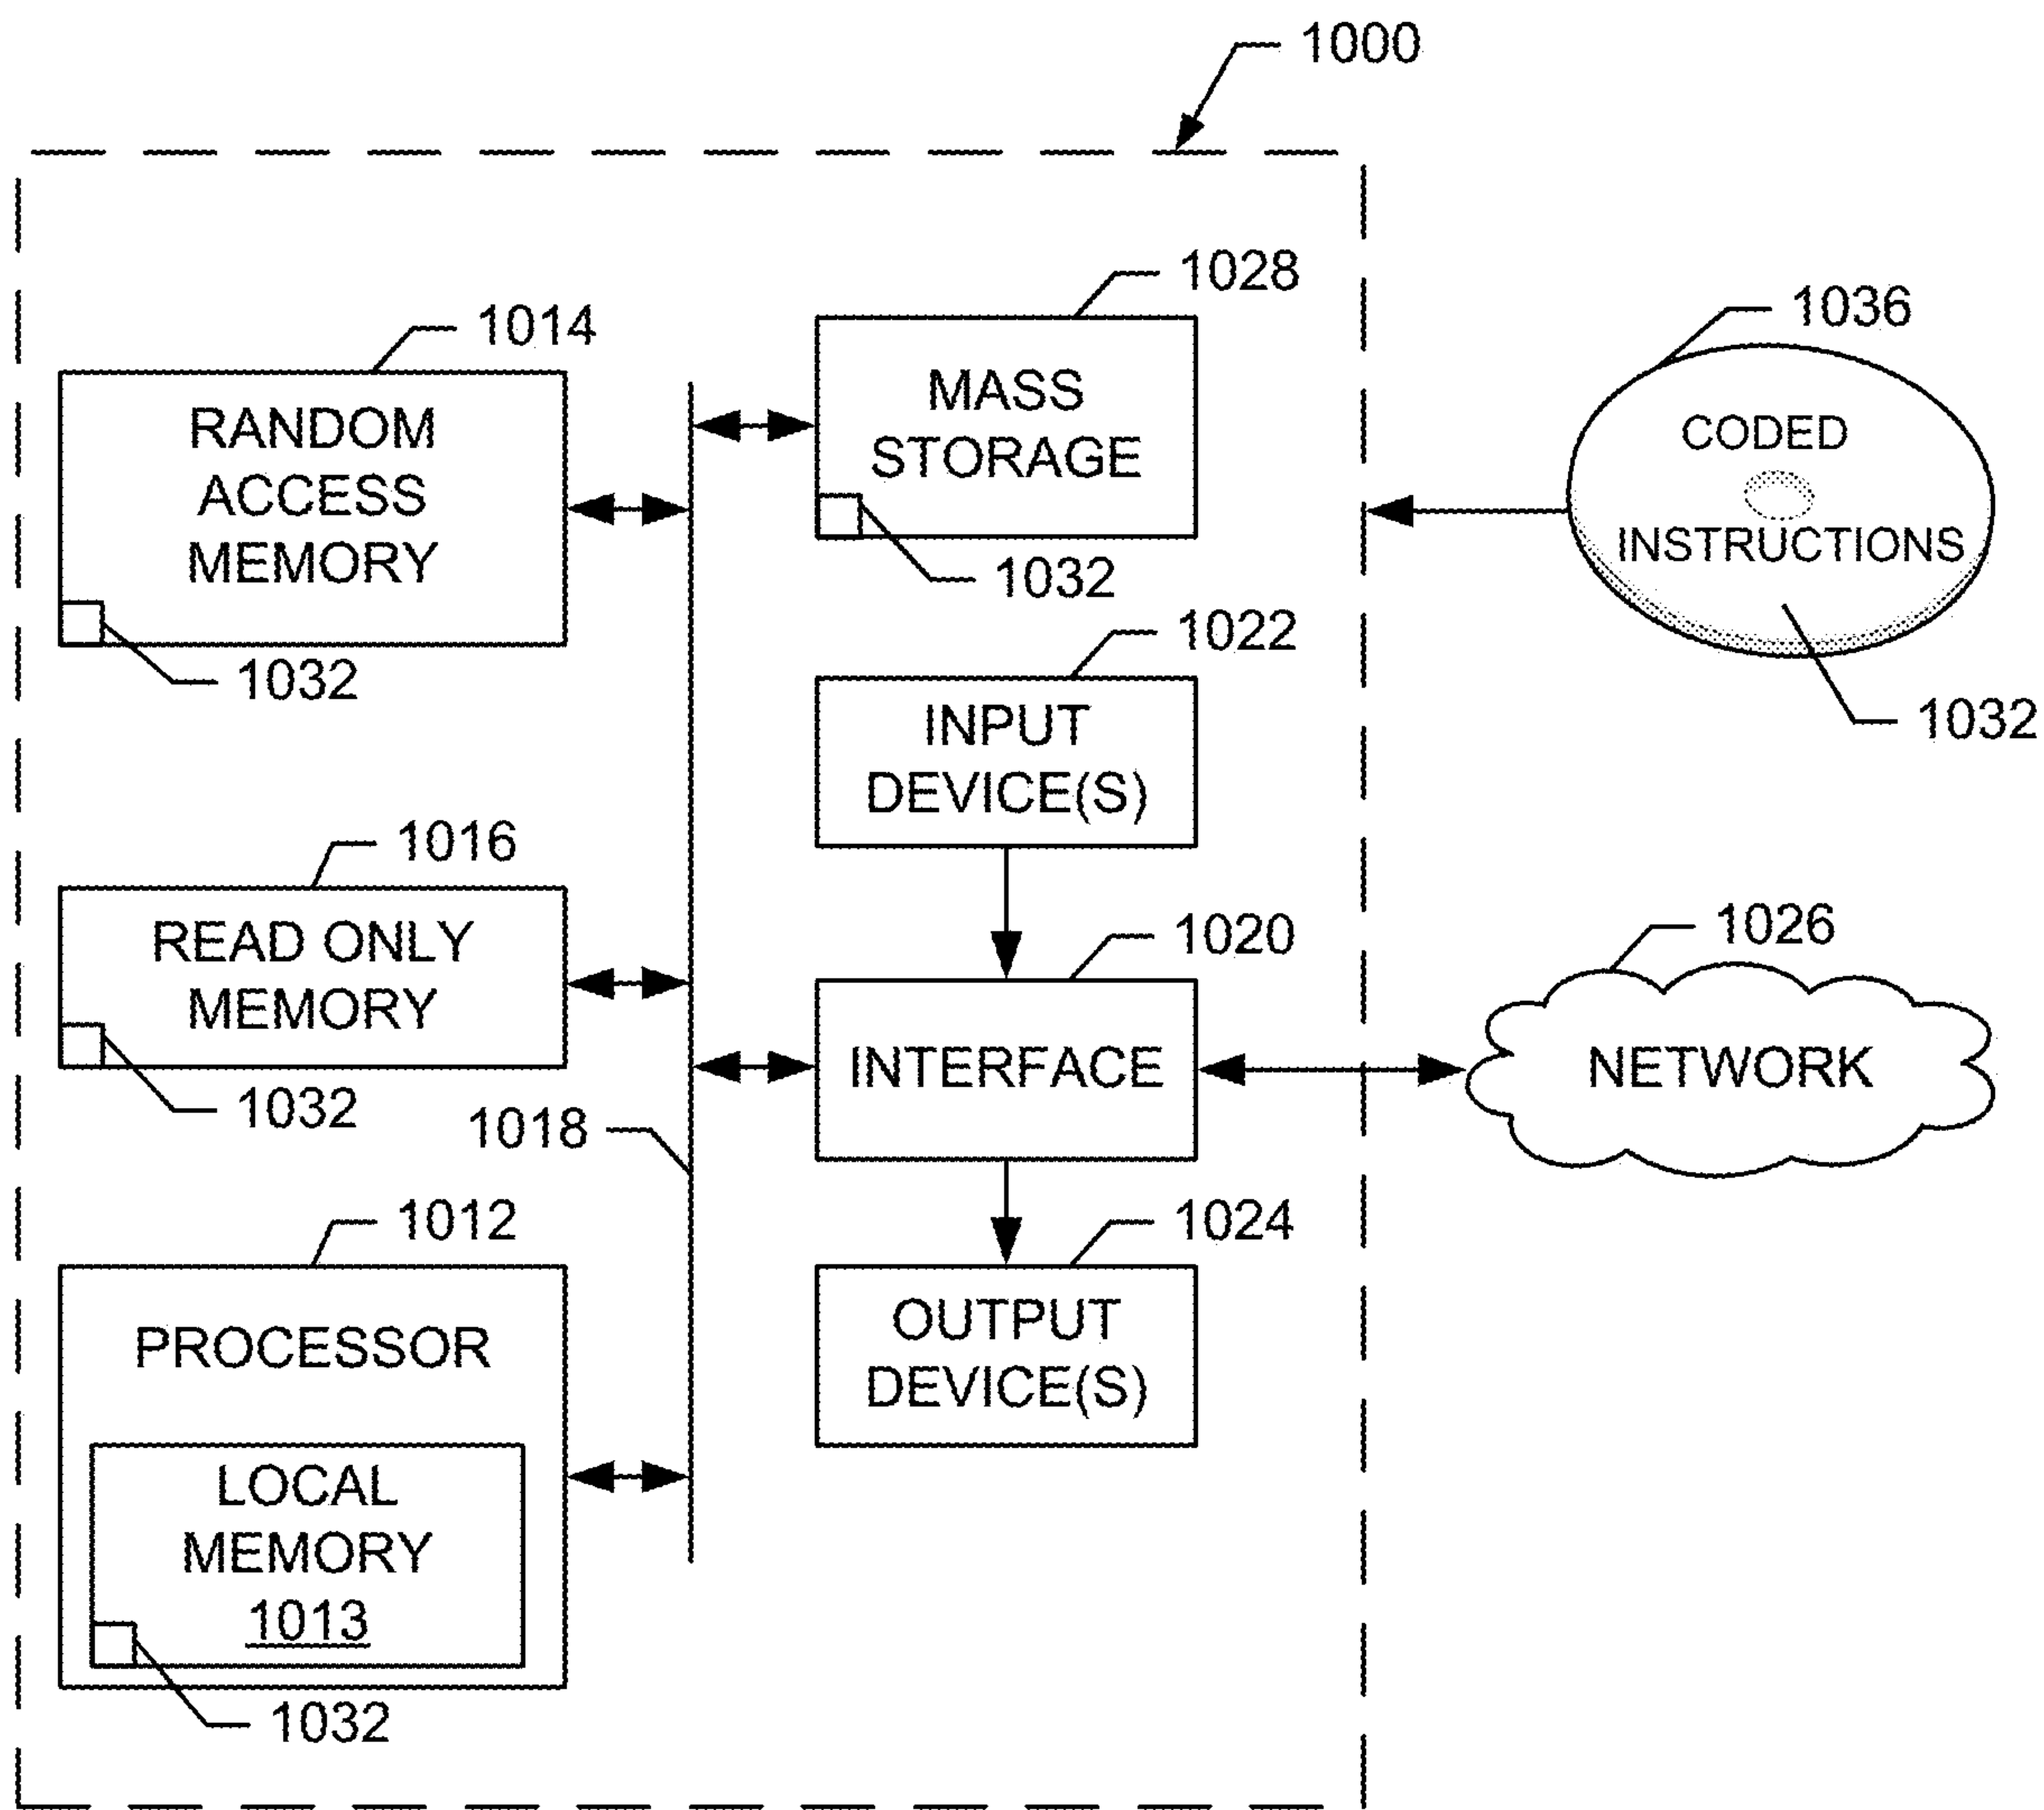 1000
1028
1036
1014
MASS
STORAGE
RANDOM
ACCESS
MEMORY
CODED
INSTRUCTIONS
1032
1032
1022
1032
INPUT
DEVICE(S)
1016
READ ONLY
MEMORY
1020
1026
INTERFACE
NETWORK
1032
1018
1012
1024
PROCESSOR
OUTPUT
DEVICE(S)
LOCAL
MEMORY
1013
1032